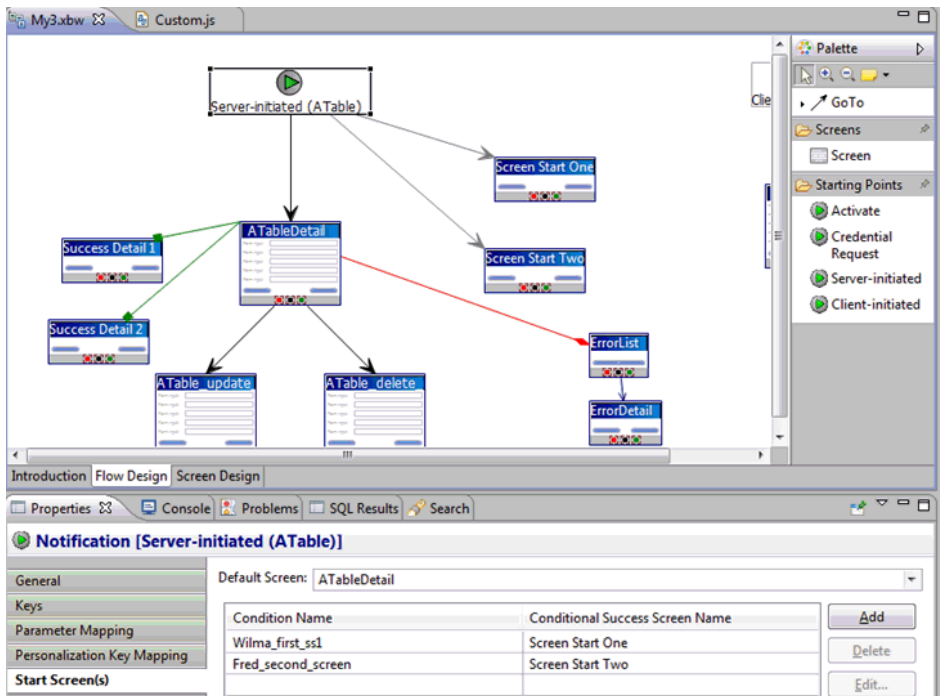 My3.xbw
Custom.js
Server-initiated (ATable)
Clie
Screen Start One
ATableDetail
Success Detail 1
Screen Start Two
Success Detail 2
ErrorList
ATable_update
ATable_delete
ErrorDetail
Palette
GoTo
Screens
Screen
Starting Points
Activate
Credential
Request
Server-initiated
Client-initiated
Introduction Flow Design Screen Design
Properties Console Problems SQL Results Search
Notification [Server-initiated (ATable)]
General
Keys
Parameter Mapping
Personalization Key Mapping
Start Screen(s)
Default Screen: ATableDetail
Condition Name Conditional Success Screen Name
Wilma_first_ss1 Screen Start One
Fred_second_screen Screen Start Two
Add
Delete
Edit...